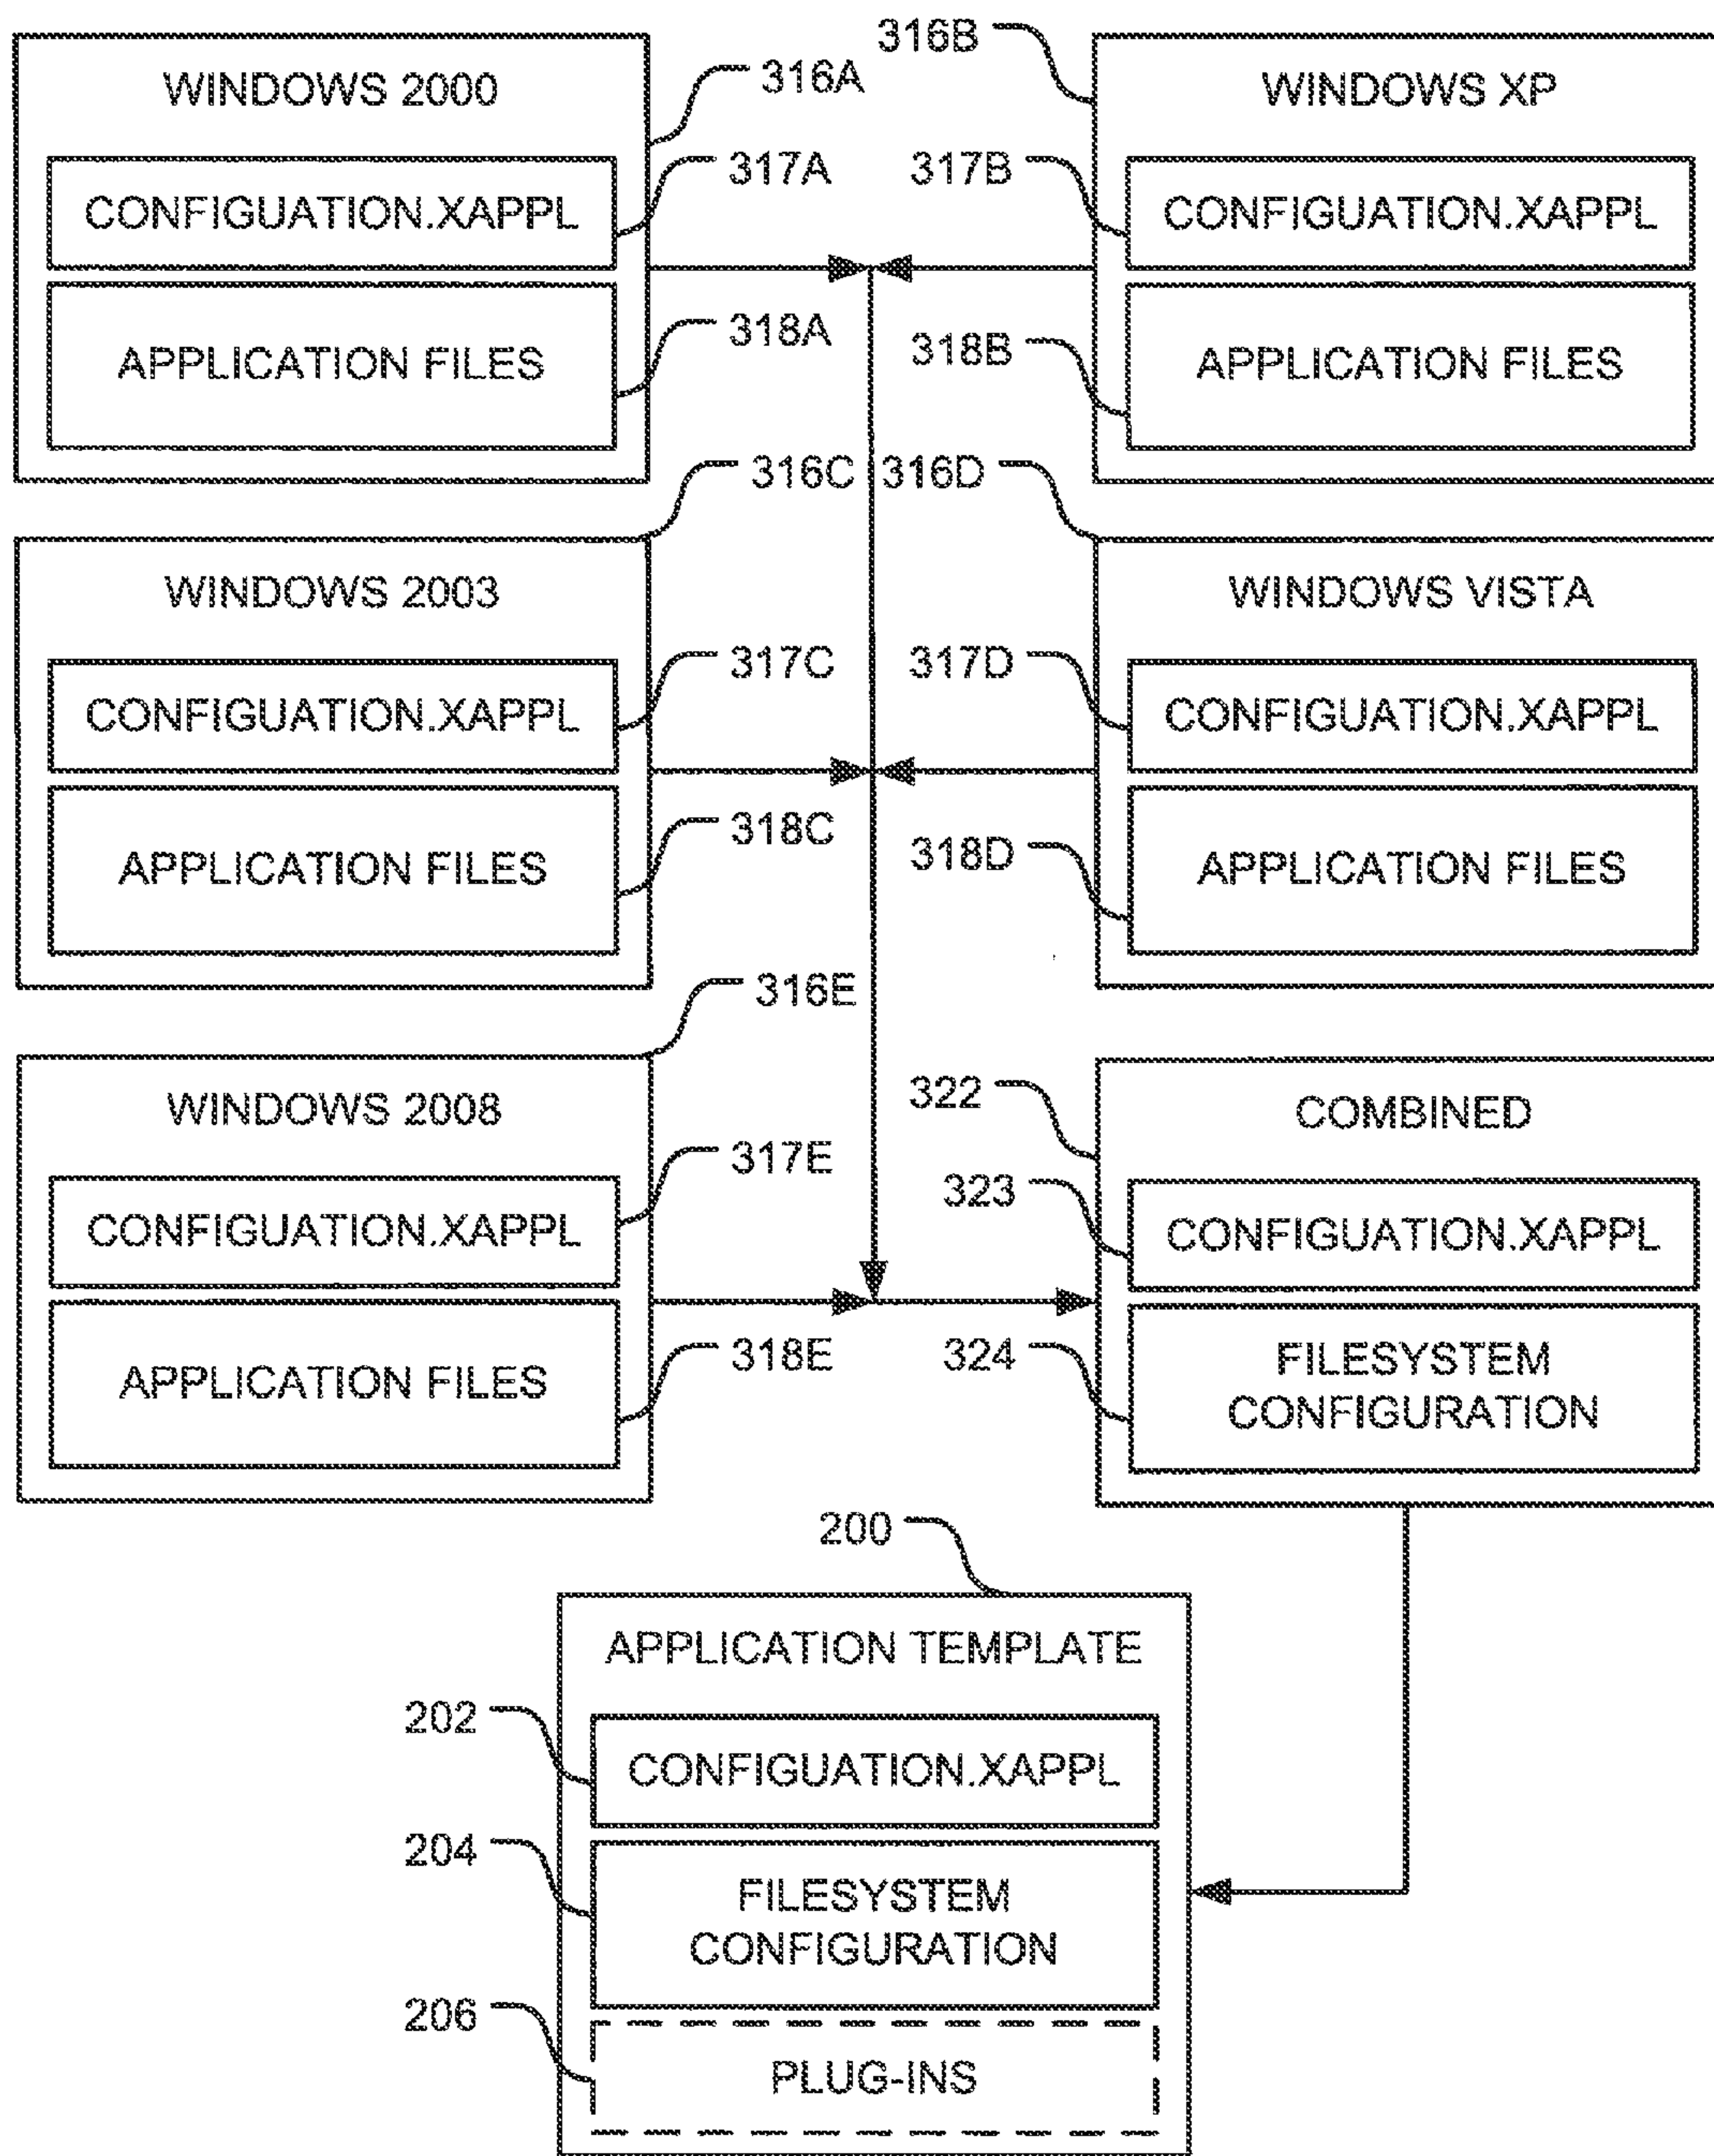 316B
WINDOWS 2000
316A
WINDOWS XP
CONFIGUATION.XAPPL
317A
317B
CONFIGUATION.XAPPL
APPLICATION FILES
318A
318B
APPLICATION FILES
316C
316D
WINDOWS 2003
WINDOWS VISTA
CONFIGUATION.XAPPL
317C
317D
CONFIGUATION.XAPPL
APPLICATION FILES
318C
318D
APPLICATION FILES
316E
WINDOWS 2008
322
COMBINED
CONFIGUATION.XAPPL
317E
323
CONFIGUATION.XAPPL
APPLICATION FILES
318E
324
FILESYSTEM
CONFIGURATION
200
APPLICATION TEMPLATE
202
CONFIGUATION.XAPPL
204
FILESYSTEM
CONFIGURATION
206
PLUG-INS